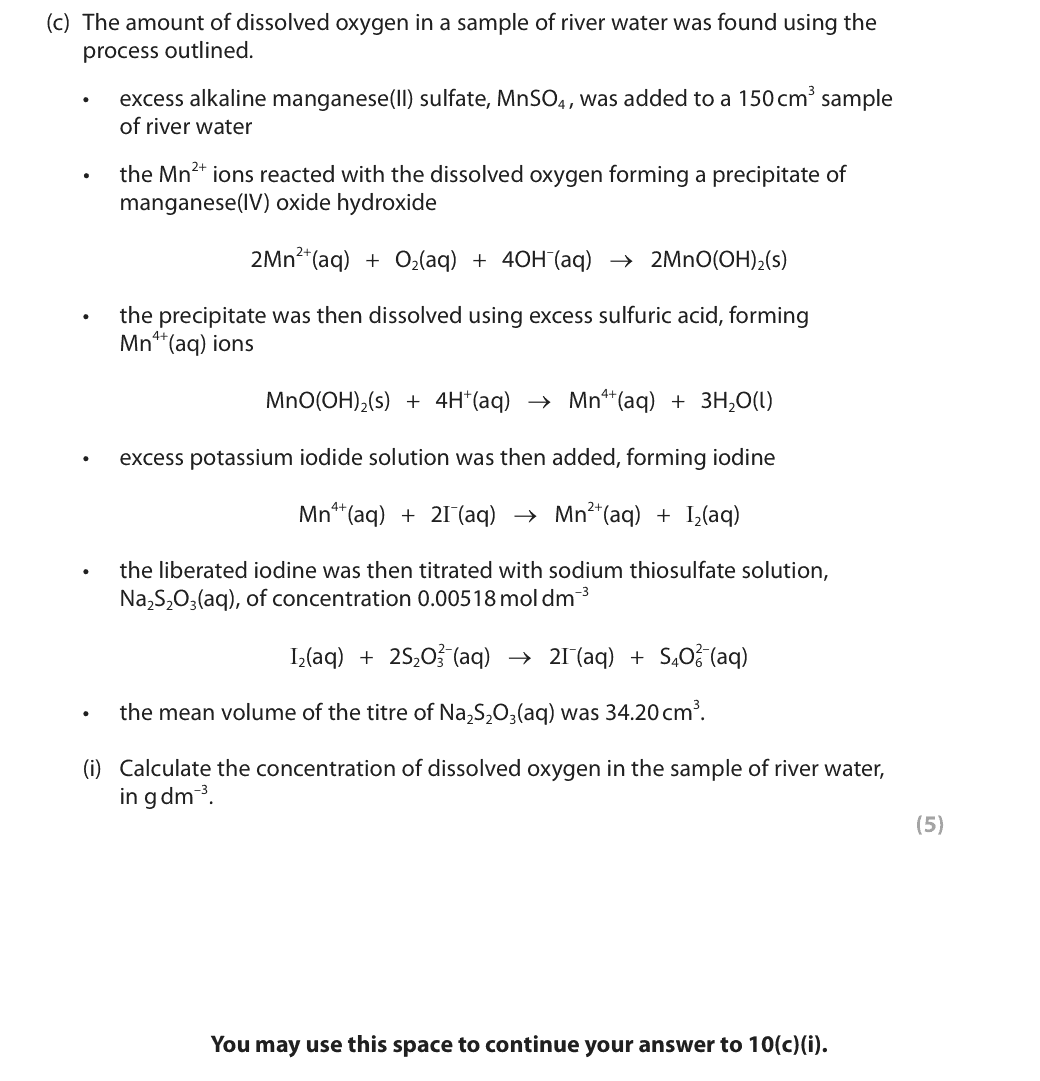 (c) The amount of dissolved oxygen in a sample of river water was found using the
process outlined.
• excess alkaline manganese(II) sulfate, MnSO₄, was added to a 150 cm³ sample
of river water
• the Mn²⁺ ions reacted with the dissolved oxygen forming a precipitate of
manganese(IV) oxide hydroxide
2Mn²⁺(aq) + O₂(aq) + 4OH⁻(aq) → 2MnO(OH)₂(s)
• the precipitate was then dissolved using excess sulfuric acid, forming
Mn⁴⁺(aq) ions
MnO(OH)₂(s) + 4H⁺(aq) → Mn⁴⁺(aq) + 3H₂O(l)
• excess potassium iodide solution was then added, forming iodine
Mn⁴⁺(aq) + 2I⁻(aq) → Mn²⁺(aq) + I₂(aq)
• the liberated iodine was then titrated with sodium thiosulfate solution,
Na₂S₂O₃(aq), of concentration 0.00518 mol dm⁻³
I₂(aq) + 2S₂O₃²⁻(aq) → 2I⁻(aq) + S₄O₆²⁻(aq)
• the mean volume of the titre of Na₂S₂O₃(aq) was 34.20 cm³.
(i) Calculate the concentration of dissolved oxygen in the sample of river water,
in g dm⁻³.
(5)
You may use this space to continue your answer to 10(c)(i).